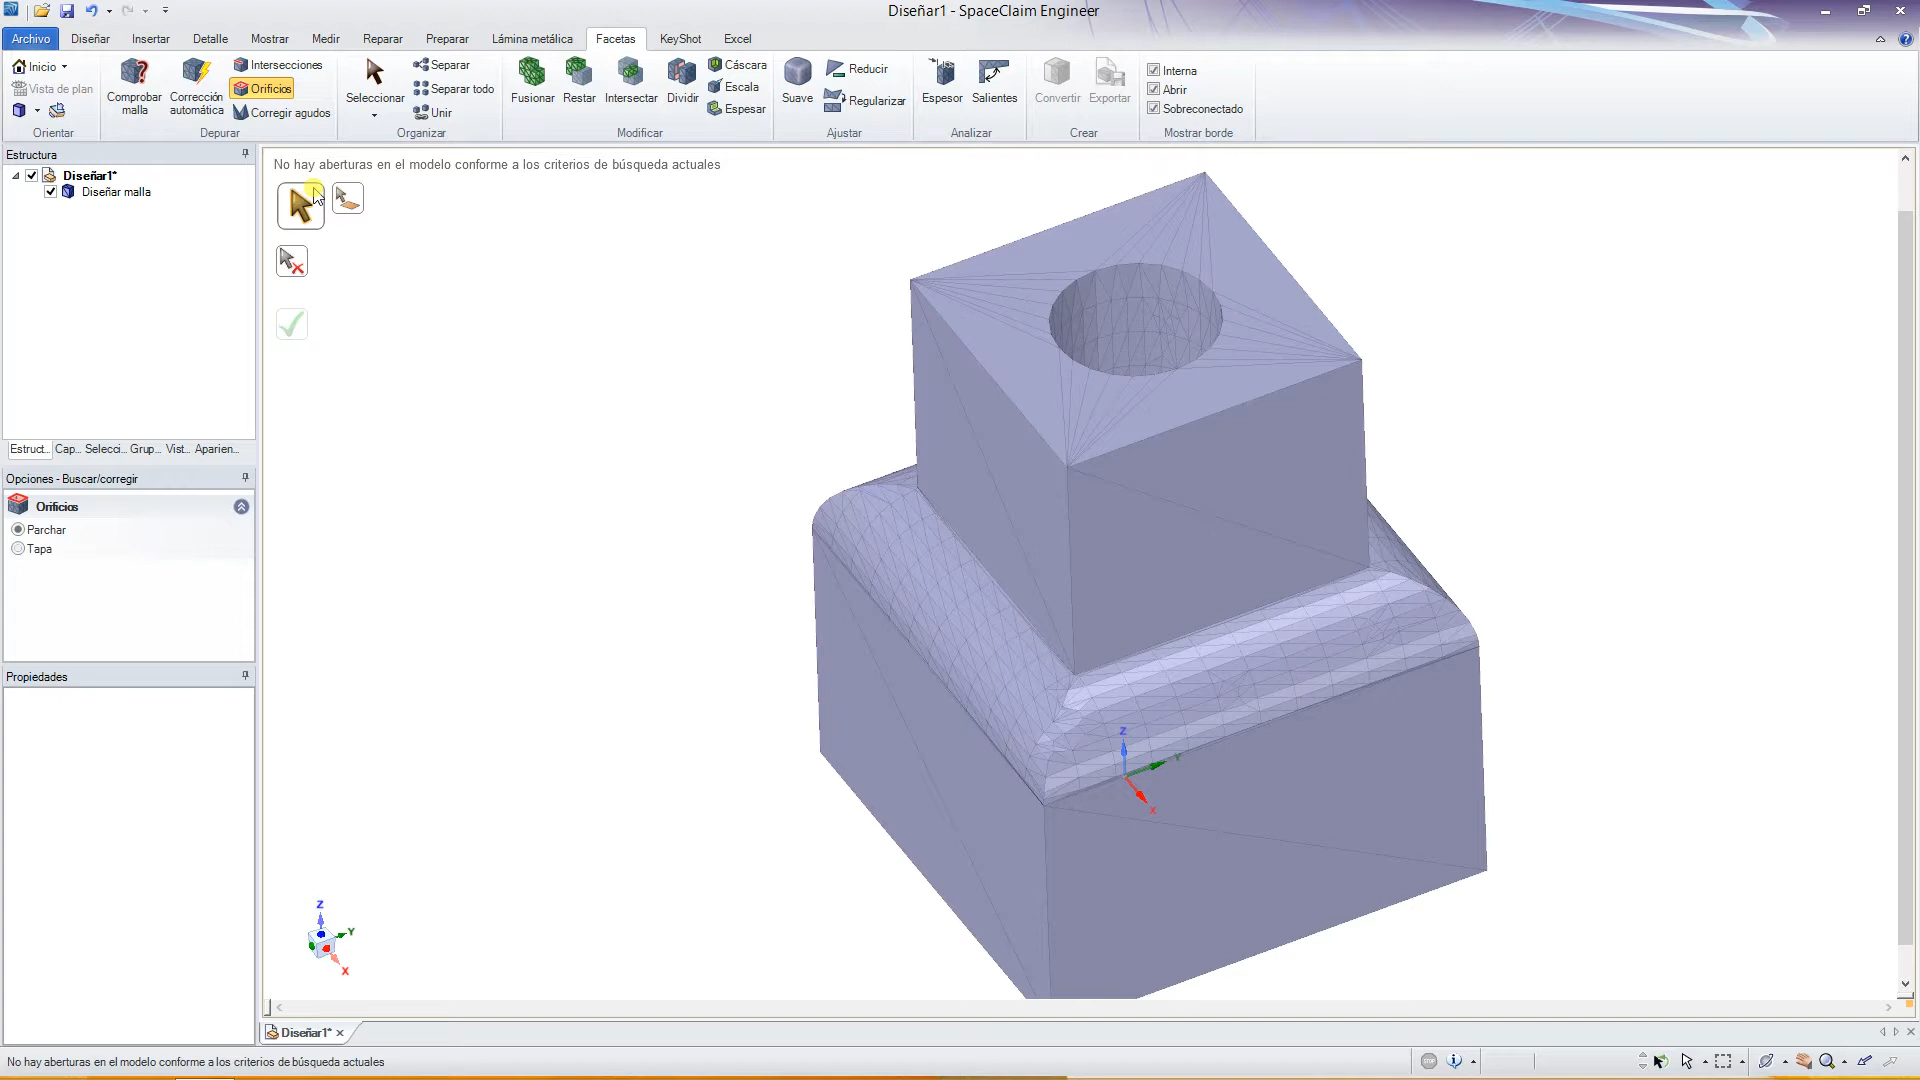 Diseñar1 - SpaceClaim Engineer
Archivo Diseñar Insertar Detalle Mostrar Medir Reparar Preparar Lámina metálica Facetas KeyShot Excel
Inicio
Vista de plan
Orientar
Comprobar malla
Corrección automática
Intersecciones
Orificios
Corregir agudos
Depurar
Seleccionar
Separar
Separar todo
Unir
Organizar
Fusionar
Restar
Intersectar
Dividir
Cáscara
Escala
Espesar
Modificar
Suave
Reducir
Regularizar
Ajustar
Espesor
Salientes
Analizar
Convertir
Exportar
Crear
Interna
Abrir
Sobreconectado
Mostrar borde
Estructura
Diseñar1*
Diseñar malla
Estruct... Cap... Selecci... Grup... Vist... Aparien...
Opciones - Buscar/corregir
Orificios
Parchar
Tapa
Propiedades
No hay aberturas en el modelo conforme a los criterios de búsqueda actuales
Z
Y
X
Z
Y
X
Diseñar1*
No hay aberturas en el modelo conforme a los criterios de búsqueda actuales